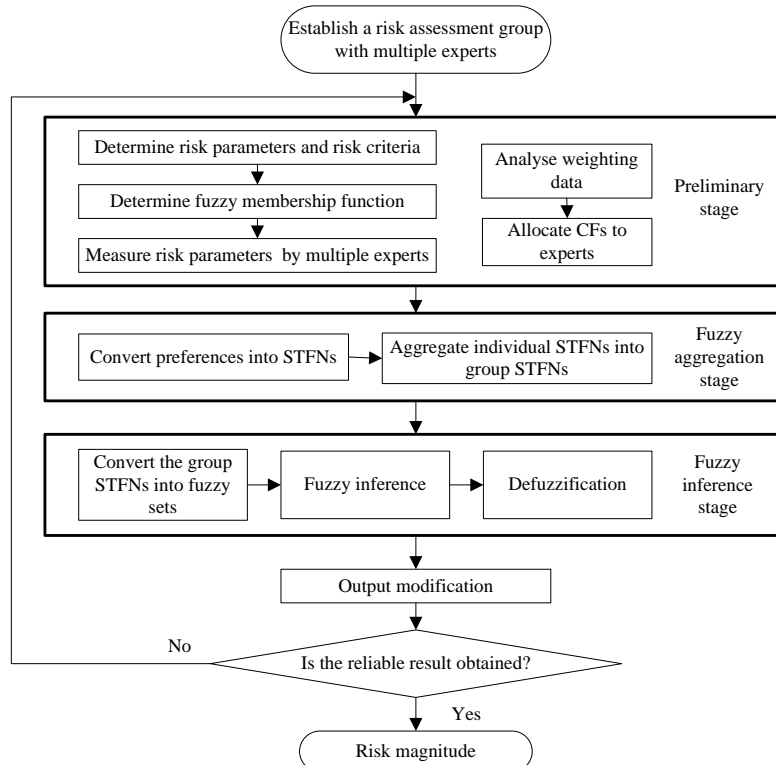 Establish a risk assessment group
with multiple experts
Determine risk parameters and risk criteria
Determine fuzzy membership function
Measure risk parameters by multiple experts
Analyse weighting
data
Allocate CFs to
experts
Preliminary
stage
Convert preferences into STFNs
Aggregate individual STFNs into
group STFNs
Fuzzy
aggregation
stage
Convert the group
STFNs into fuzzy
sets
Fuzzy inference
Defuzzification
Fuzzy
inference
stage
Output modification
Is the reliable result obtained?
No
Yes
Risk magnitude